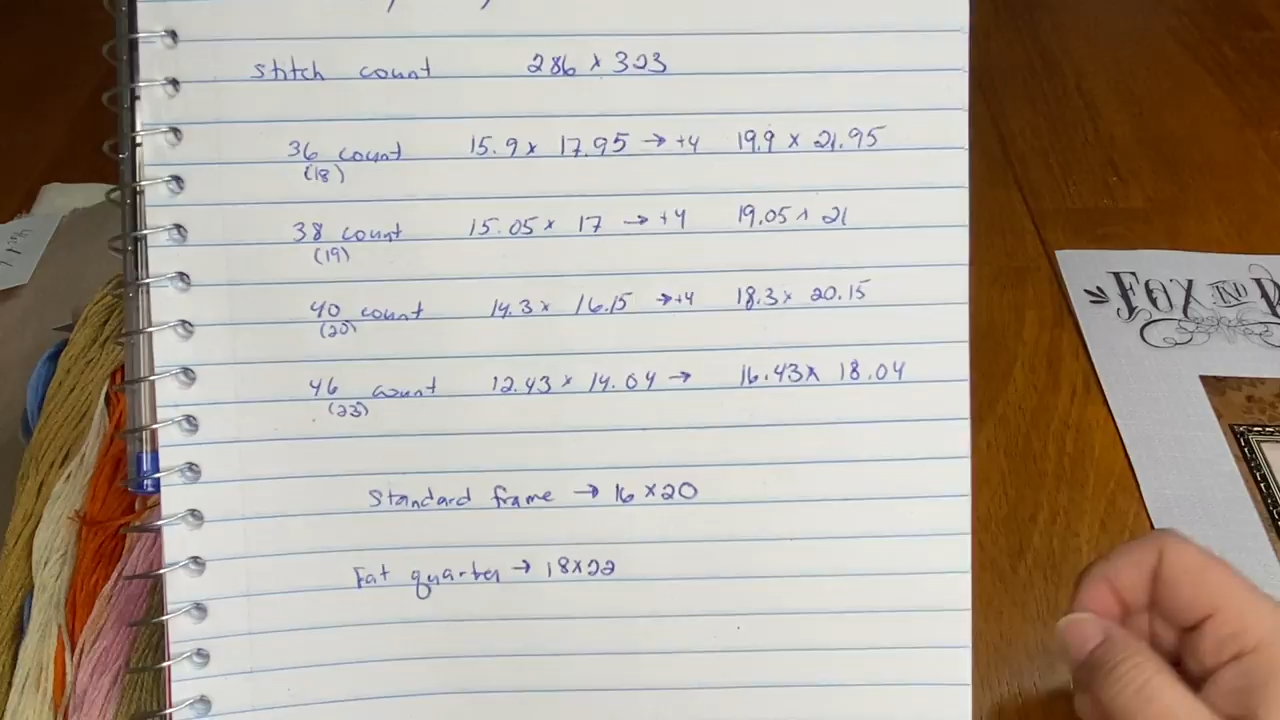 stitch count 286 x 323
36 count 15.9 x 17.95 → +4 19.9 x 21.95
(18)
38 count 15.05 x 17 → +4 19.05 x 21
(19)
40 count 14.3 x 16.15 → +4 18.3 x 20.15
(20)
46 count 12.43 x 14.04 → 16.43 x 18.04
(23)
Standard frame → 16 x 20
Fat quarter → 18 x 22
FOX AND